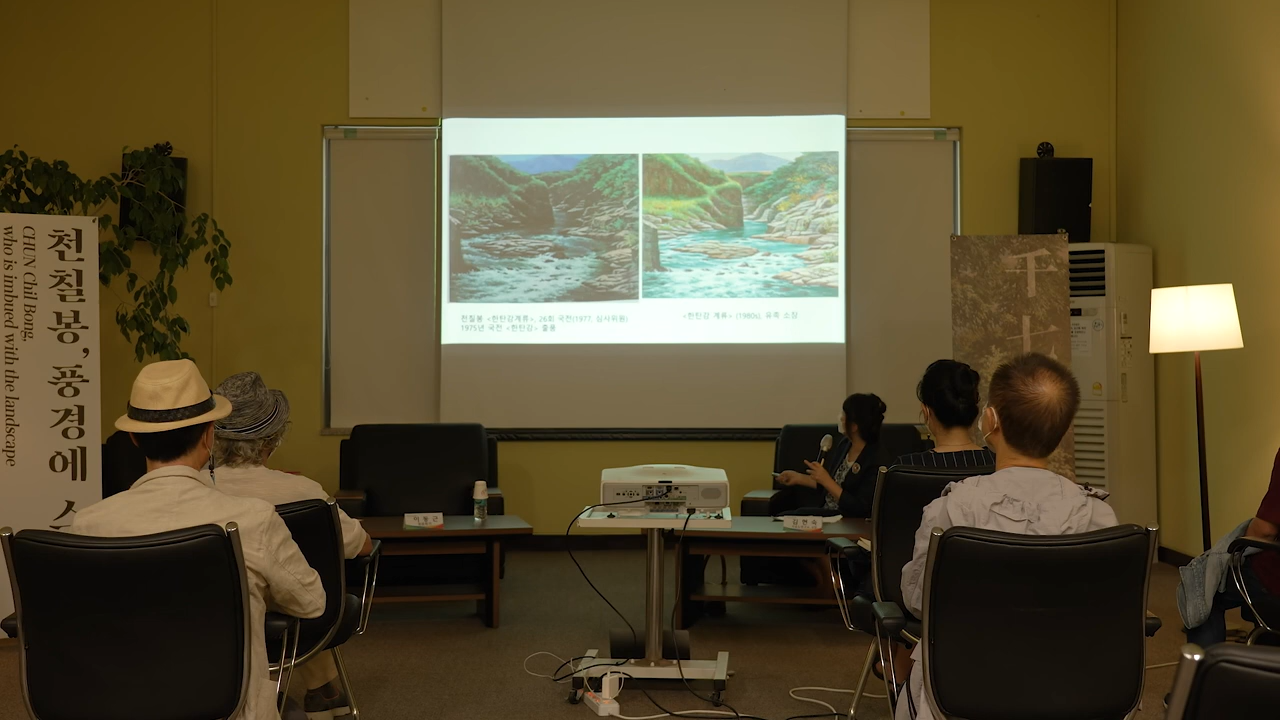 천칠봉, 풍경에 스
CHUN Chil Bong,
who is imbued with the landscape
천칠봉 <한탄강계류>, 26회 국전(1977, 심사위원)
1975년 국전 <한탄강> 출품
<한탄강 계류> (1980s), 유족 소장
千
七